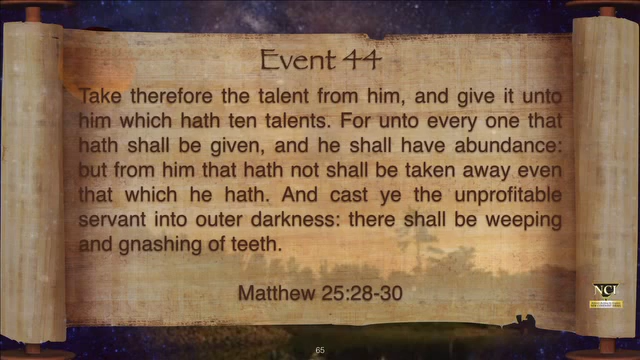 Event 44
Take therefore the talent from him, and give it unto
him which hath ten talents. For unto every one that
hath shall be given, and he shall have abundance:
but from him that hath not shall be taken away even
that which he hath. And cast ye the unprofitable
servant into outer darkness: there shall be weeping
and gnashing of teeth.
Matthew 25:28-30
NCI
65